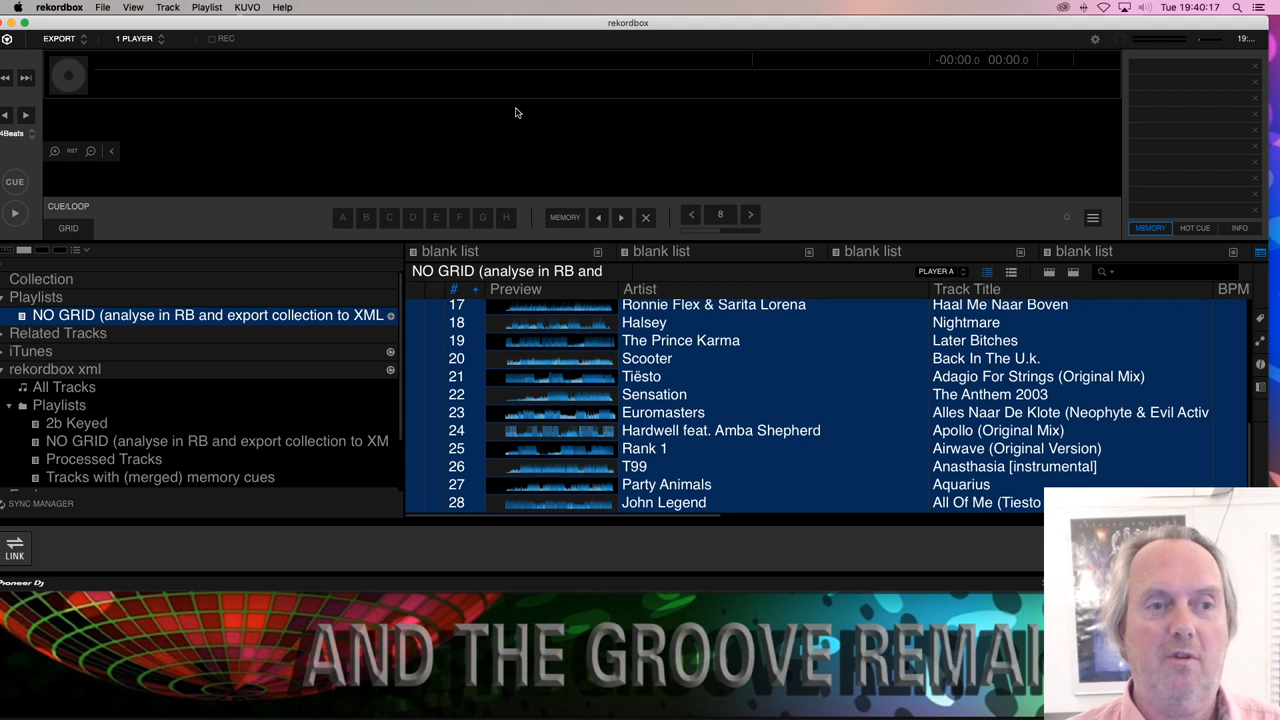 rekordbox File View Track Playlist KUVO Help Tue 19:40:17
rekordbox
EXPORT 1 PLAYER REC 19:...
-00:00.0 00:00.0
4Beats
RST
CUE
CUE/LOOP
GRID
A B C D E F G H MEMORY 8
MEMORY HOT CUE INFO
blank list blank list blank list blank list
Collection
Playlists
NO GRID (analyse in RB and export collection to XML
Related Tracks
iTunes
rekordbox xml
All Tracks
Playlists
2b Keyed
NO GRID (analyse in RB and export collection to XM
Processed Tracks
Tracks with (merged) memory cues
SYNC MANAGER
NO GRID (analyse in RB and PLAYER A
# Preview Artist Track Title BPM
17 Ronnie Flex & Sarita Lorena Haal Me Naar Boven
18 Halsey Nightmare
19 The Prince Karma Later Bitches
20 Scooter Back In The U.k.
21 Tiësto Adagio For Strings (Original Mix)
22 Sensation The Anthem 2003
23 Euromasters Alles Naar De Klote (Neophyte & Evil Activ
24 Hardwell feat. Amba Shepherd Apollo (Original Mix)
25 Rank 1 Airwave (Original Version)
26 T99 Anasthasia [instrumental]
27 Party Animals Aquarius
28 John Legend All Of Me (Tiesto
LINK
Pioneer Dj
AND THE GROOVE REMAI